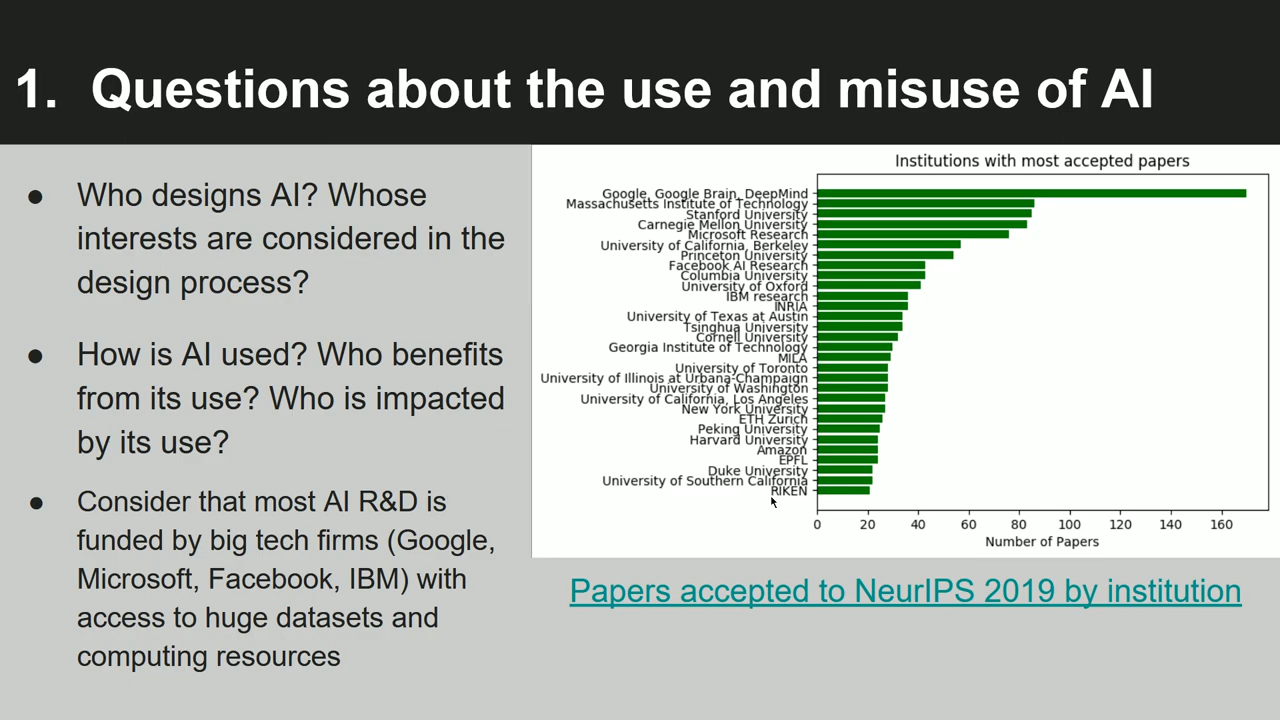 1. Questions about the use and misuse of AI
● Who designs AI? Whose
interests are considered in the
design process?
● How is AI used? Who benefits
from its use? Who is impacted
by its use?
● Consider that most AI R&D is
funded by big tech firms (Google,
Microsoft, Facebook, IBM) with
access to huge datasets and
computing resources
Institutions with most accepted papers
Google, Google Brain, DeepMind
Massachusetts Institute of Technology
Stanford University
Carnegie Mellon University
Microsoft Research
University of California, Berkeley
Princeton University
Facebook AI Research
Columbia University
University of Oxford
IBM research
INRIA
University of Texas at Austin
Tsinghua University
Cornell University
Georgia Institute of Technology
MILA
University of Toronto
University of Illinois at Urbana-Champaign
University of Washington
University of California, Los Angeles
New York University
ETH Zurich
Peking University
Harvard University
Amazon
EPFL
Duke University
University of Southern California
RIKEN
0 20 40 60 80 100 120 140 160
Number of Papers
Papers accepted to NeurIPS 2019 by institution